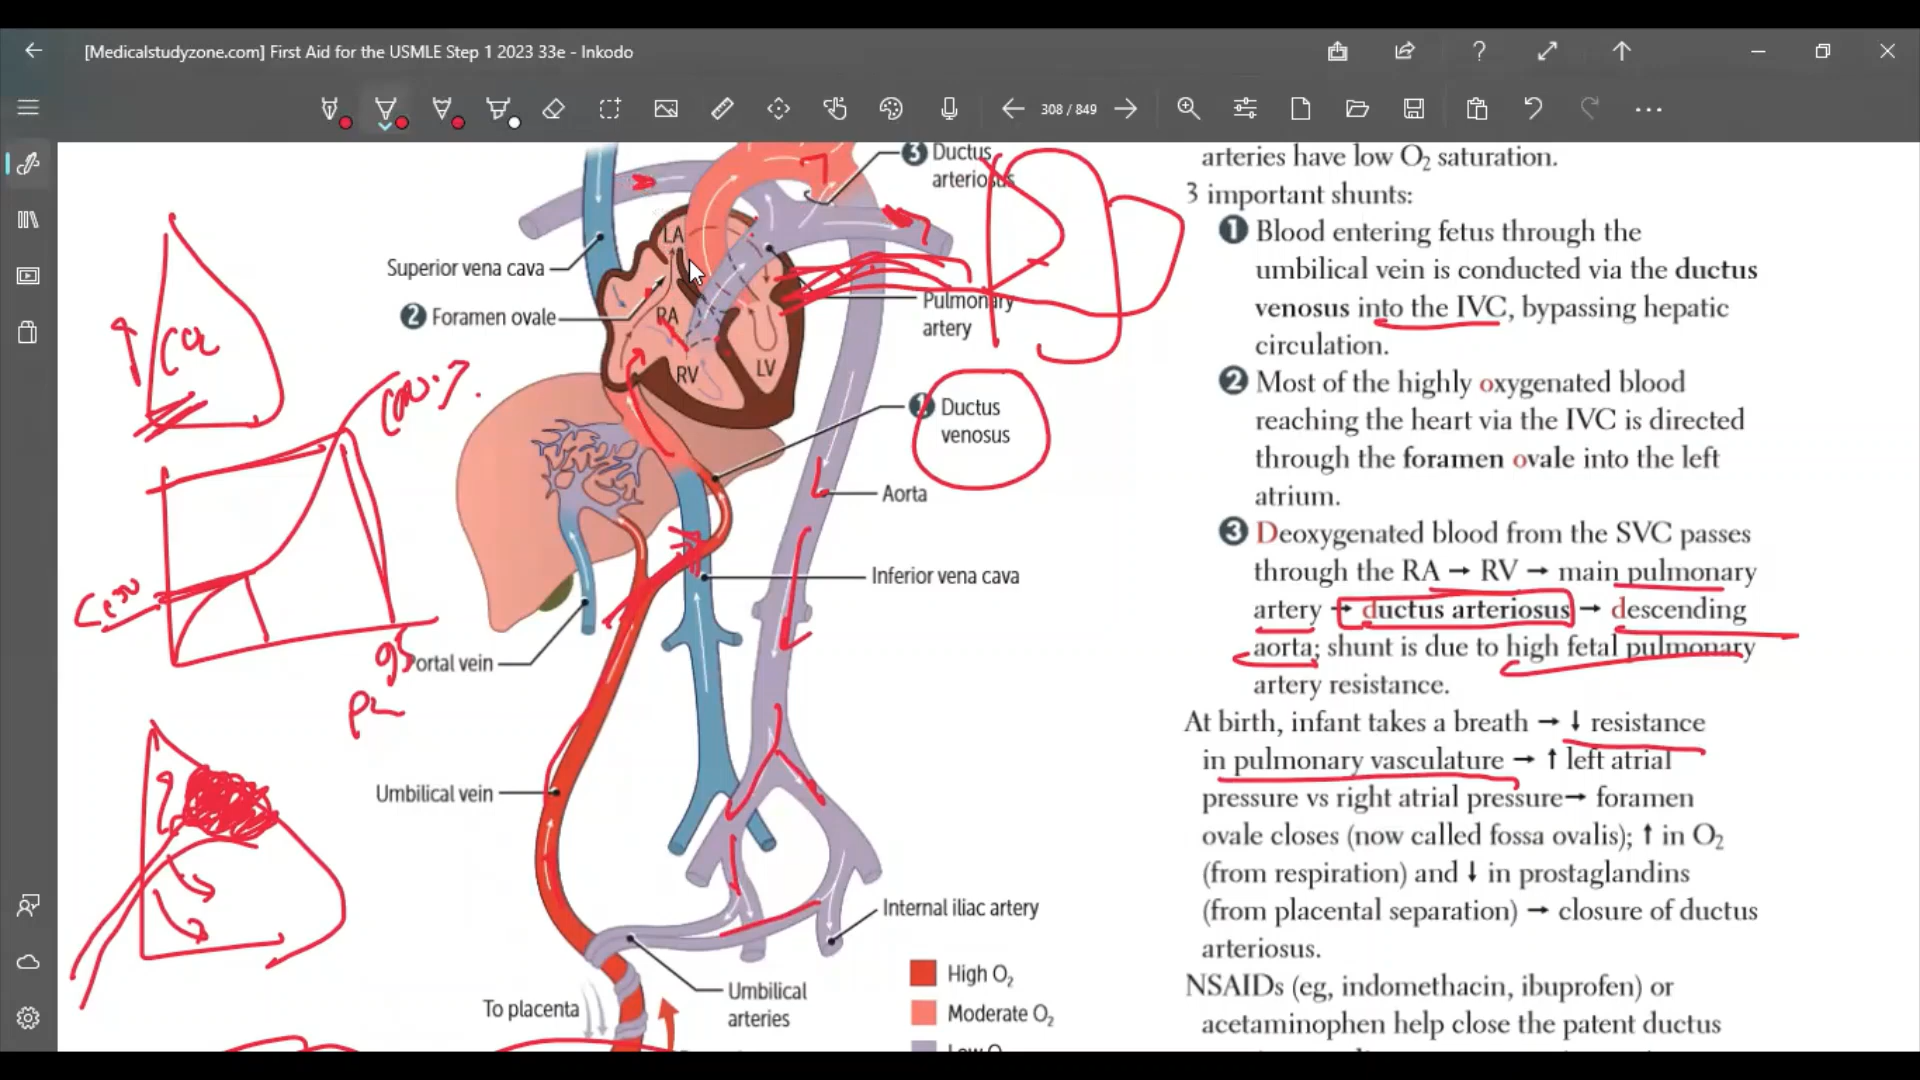 [Medicalstudyzone.com] First Aid for the USMLE Step 1 2023 33e - Inkodo
308 / 849
3 Ductus
arteriosus
LA
Superior vena cava
2 Foramen ovale
RA
Pulmonary
artery
RV
LV
1 Ductus
venosus
Aorta
Inferior vena cava
Portal vein
Umbilical vein
Internal iliac artery
Umbilical
arteries
To placenta
High O₂
Moderate O₂
95
arteries have low O₂ saturation.
3 important shunts:
1 Blood entering fetus through the
umbilical vein is conducted via the ductus
venosus into the IVC, bypassing hepatic
circulation.
2 Most of the highly oxygenated blood
reaching the heart via the IVC is directed
through the foramen ovale into the left
atrium.
3 Deoxygenated blood from the SVC passes
through the RA → RV → main pulmonary
artery → ductus arteriosus → descending
aorta; shunt is due to high fetal pulmonary
artery resistance.
At birth, infant takes a breath → ↓ resistance
in pulmonary vasculature → ↑ left atrial
pressure vs right atrial pressure→ foramen
ovale closes (now called fossa ovalis); ↑ in O₂
(from respiration) and ↓ in prostaglandins
(from placental separation) → closure of ductus
arteriosus.
NSAIDs (eg, indomethacin, ibuprofen) or
acetaminophen help close the patent ductus